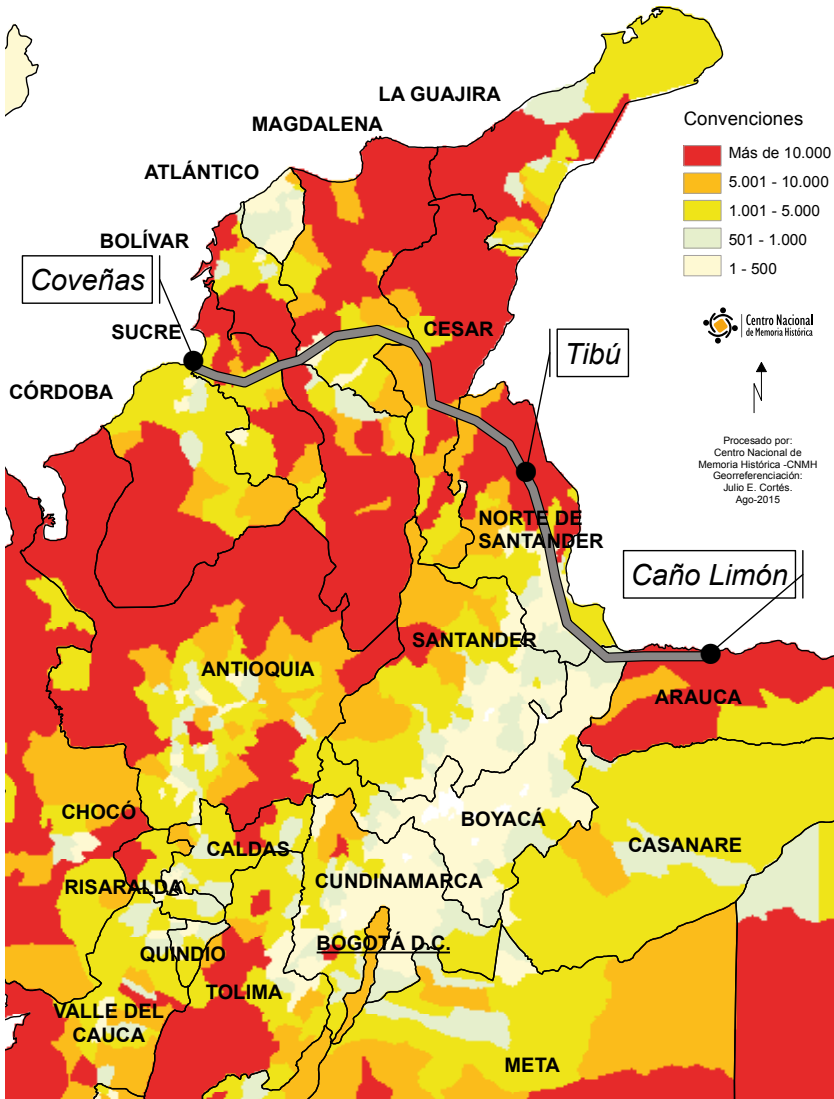 LA GUAJIRA
MAGDALENA
ATLÁNTICO
BOLÍVAR
Coveñas
SUCRE
CESAR
CÓRDOBA
Convenciones
Más de 10.000
5.001 - 10.000
1.001 - 5.000
501 - 1.000
1 - 500
Centro Nacional
de Memoria Histórica
Tibú
N
Procesado por:
Centro Nacional de
Memoria Histórica -CNMH
Georreferenciación:
Julio E. Cortés.
Ago-2015
NORTE DE
SANTANDER
Caño Limón
SANTANDER
ANTIOQUIA
ARAUCA
CHOCÓ
BOYACÁ
CALDAS
CASANARE
RISARALDA
CUNDINAMARCA
BOGOTÁ D.C.
QUINDIO
TOLIMA
VALLE DEL
CAUCA
META